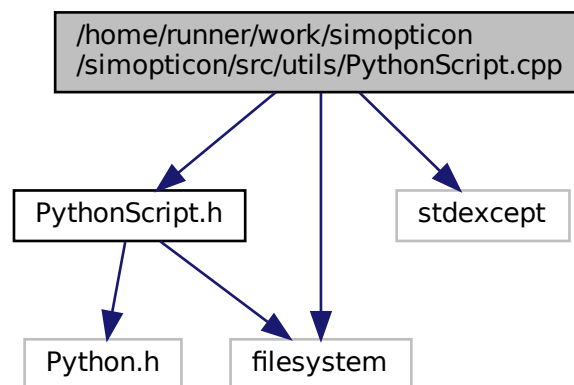 /home/runner/work/simopticon
/simopticon/src/utils/PythonScript.cpp
PythonScript.h
stdexcept
Python.h
filesystem